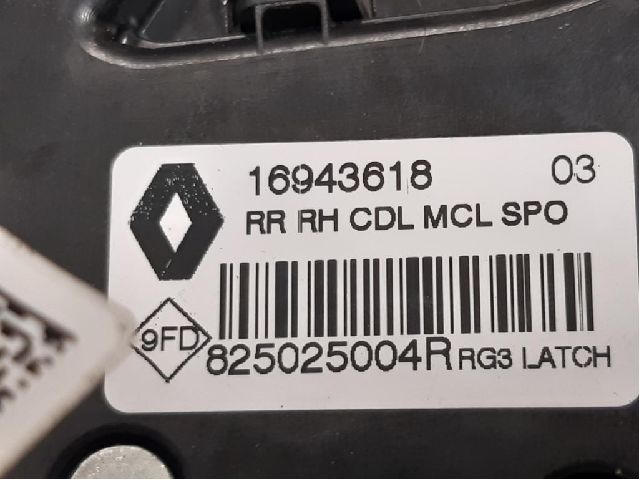 16943618 03
RR RH CDL MCL SPO
9FD
825025004R RG3 LATCH